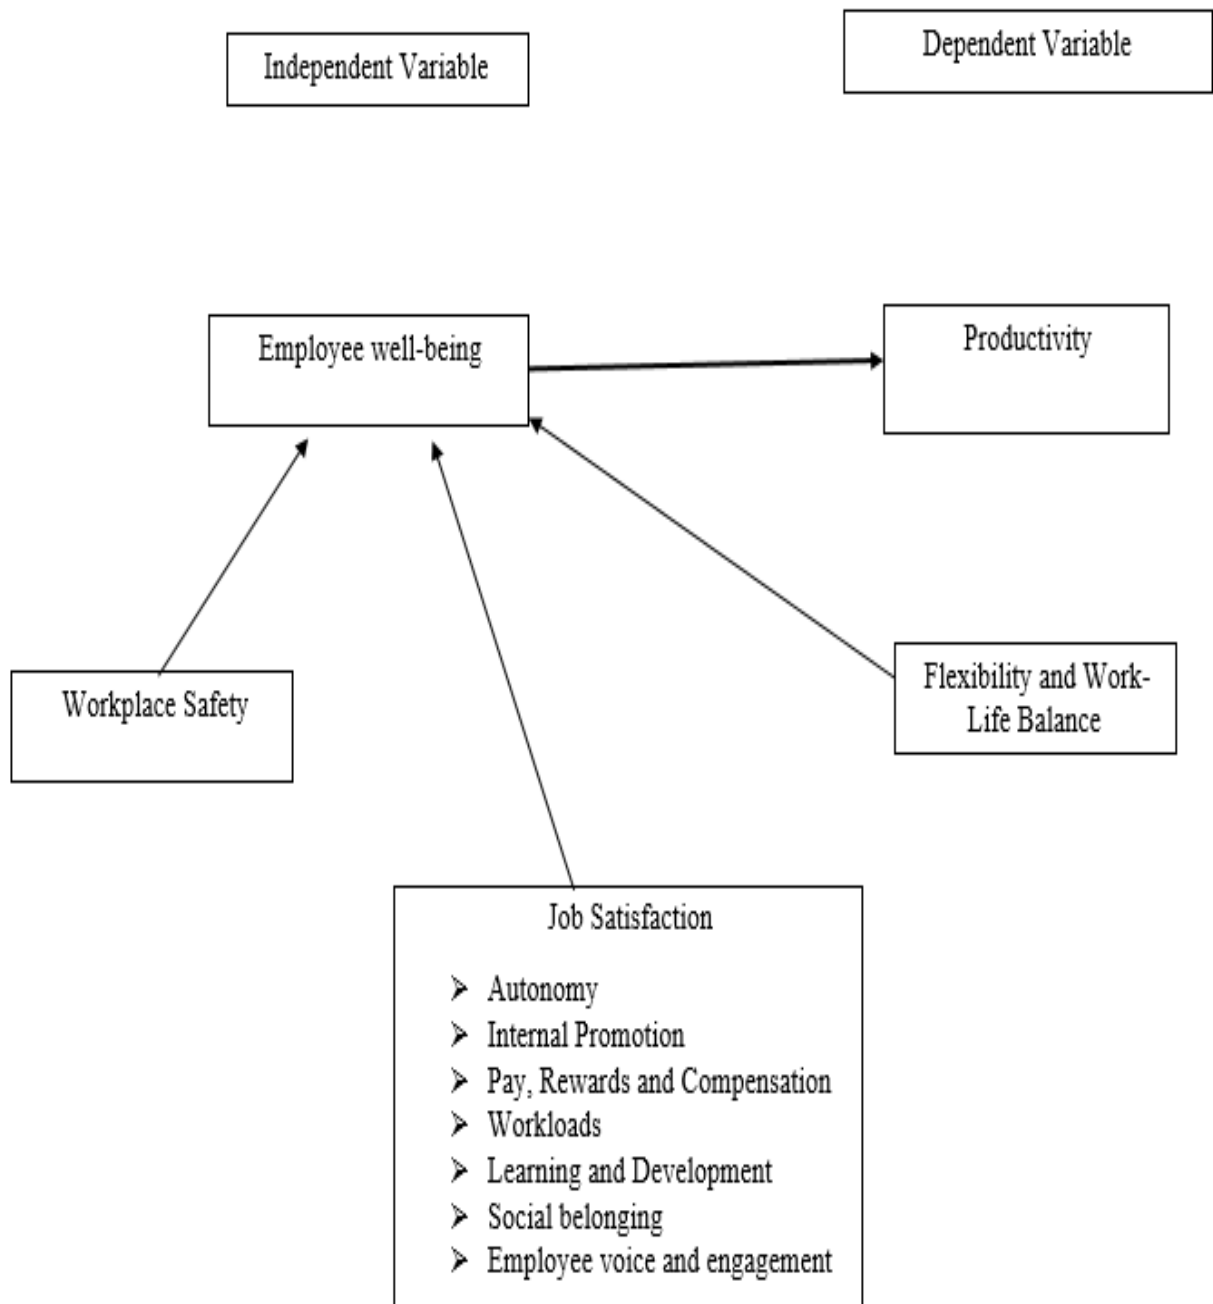 Independent Variable
Dependent Variable
Employee well-being
Productivity
Workplace Safety
Flexibility and Work-
Life Balance
Job Satisfaction
➢ Autonomy
➢ Internal Promotion
➢ Pay, Rewards and Compensation
➢ Workloads
➢ Learning and Development
➢ Social belonging
➢ Employee voice and engagement